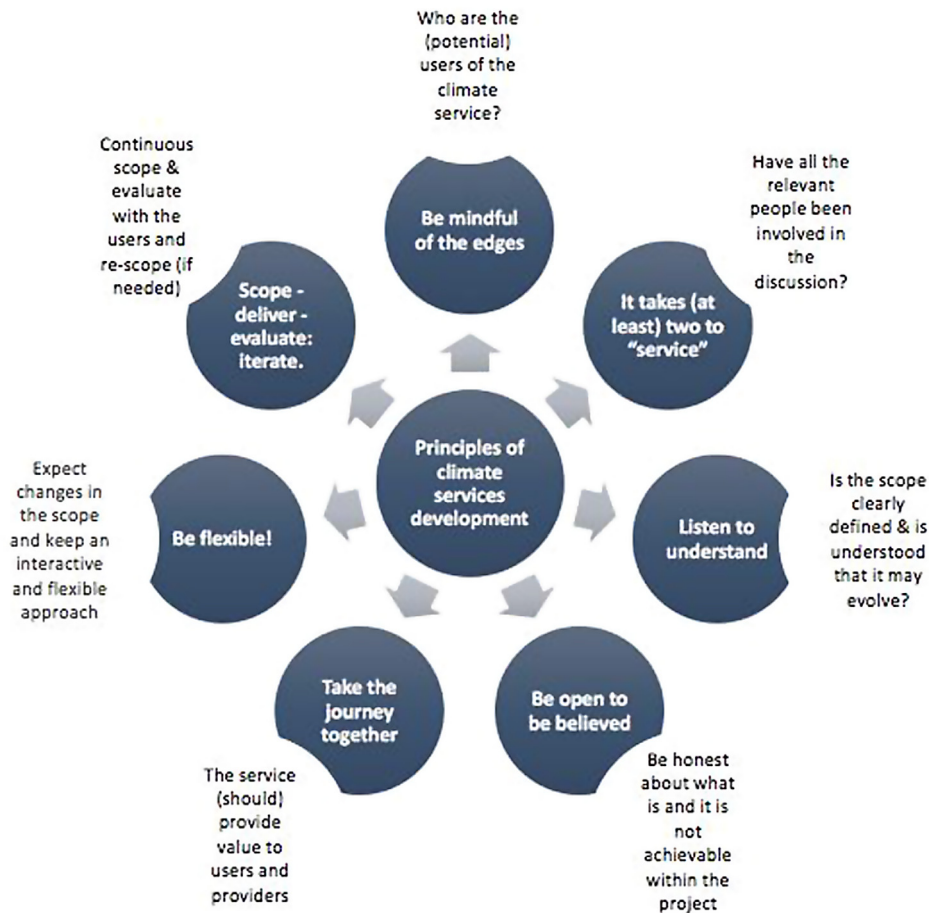 Who are the
(potential)
users of the
climate
service?
Be mindful
of the edges
Have all the
relevant
people been
involved in
the
discussion?
It takes (at
least) two to
“service”
Is the scope
clearly
defined & is
understood
that it may
evolve?
Listen to
understand
Be open to
be believed
Be honest
about what
is and it is
not
achievable
within the
project
Take the
journey
together
The service
(should)
provide
value to
users and
providers
Be flexible!
Expect
changes in
the scope
and keep an
interactive
and flexible
approach
Scope -
deliver -
evaluate:
iterate.
Continuous
scope &
evaluate
with the
users and
re-scope (if
needed)
Principles of
climate
services
development